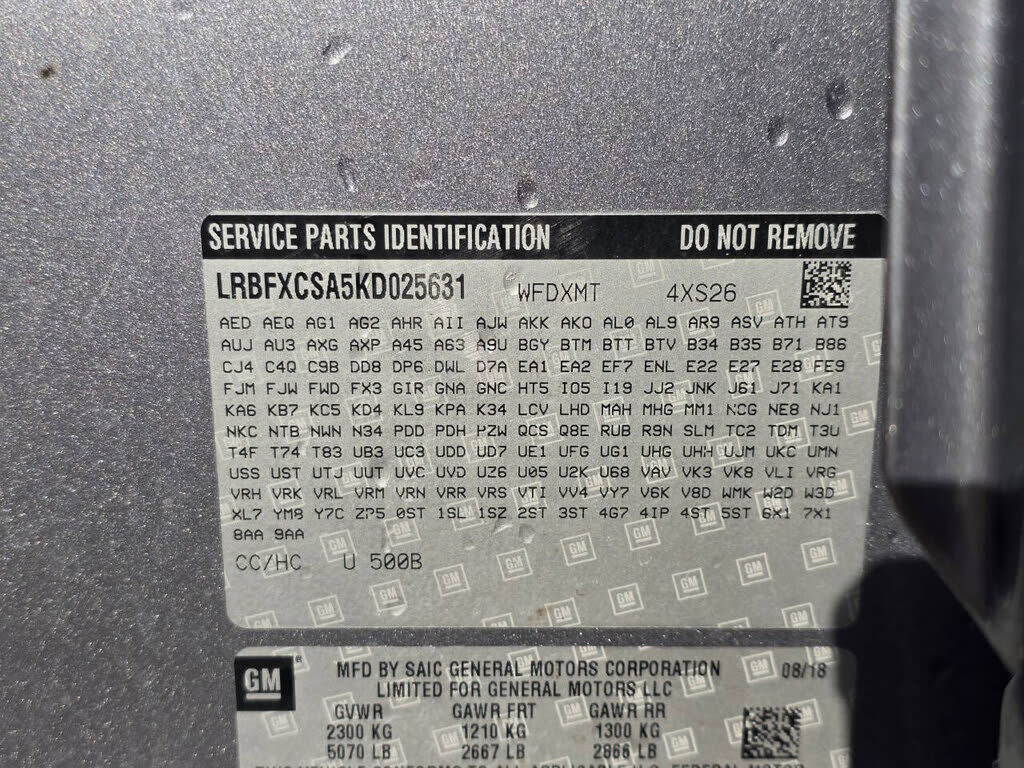 SERVICE PARTS IDENTIFICATION DO NOT REMOVE
LRBFXCSA5KD025631 WFDXMT 4XS26
AED AEQ AG1 AG2 AHR AII AJW AKK AKO AL0 AL9 AR9 ASV ATH AT9
AUJ AU3 AXG AXP A45 A63 A9U BGY BTM BTT BTV B34 B35 B71 B86
CJ4 C4Q C9B DD8 DP6 DWL D7A EA1 EA2 EF7 ENL E22 E27 E28 FE9
FJM FJW FWD FX3 GIR GNA GNC HT5 IO5 I19 JJ2 JNK J61 J71 KA1
KA6 KB7 KC5 KD4 KL9 KPA K34 LCV LHD MAH MHG MM1 NCG NE8 NJ1
NKC NTB NWN N34 PDD PDH PZW QCS Q8E RUB R9N SLM TC2 TDM T3U
T4F T74 T83 UB3 UC3 UDD UD7 UE1 UFG UG1 UHG UHH UJM UKC UMN
USS UST UTJ UUT UVC UVD UZ6 U05 U2K U68 VAV VK3 VK8 VLI VRG
VRH VRK VRL VRM VRN VRR VRS VTI VV4 VY7 V6K V8D WMK W2D W3D
XL7 YM8 Y7C ZP5 0ST 1SL 1SZ 2ST 3ST 4G7 4IP 4ST 5ST 6X1 7X1
8AA 9AA
CC/HC U 500B
GM ® MFD BY SAIC GENERAL MOTORS CORPORATION 08/18
LIMITED FOR GENERAL MOTORS LLC
GVWR GAWR FRT GAWR RR
2300 KG 1210 KG 1300 KG
5070 LB 2667 LB 2866 LB